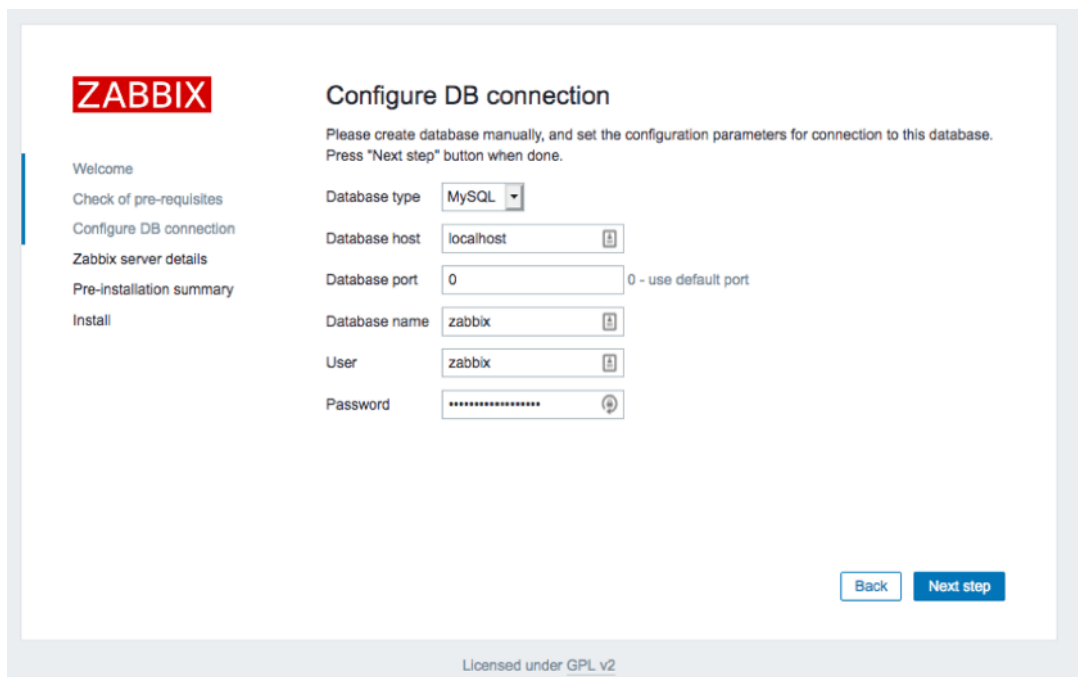 ZABBIX
Welcome
Check of pre-requisites
Configure DB connection
Zabbix server details
Pre-installation summary
Install
Configure DB connection
Please create database manually, and set the configuration parameters for connection to this database.
Press "Next step" button when done.
Database type MySQL
Database host localhost
Database port 0 0 - use default port
Database name zabbix
User zabbix
Password ••••••••••••••••••
Back Next step
Licensed under GPL v2